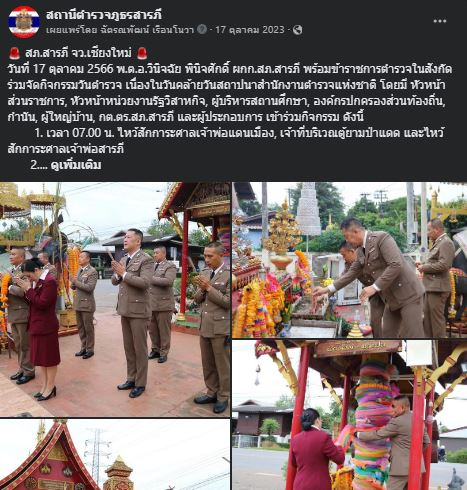 สถานีตำรวจภูธรสารภี
เผยแพร่โดย ฉัตรณพัฒน์ เรือนโนวา · 17 ตุลาคม 2023 ·
🚨 สภ.สารภี จว.เชียงใหม่ 🚨
วันที่ 17 ตุลาคม 2566 พ.ต.อ.วินิจฉัย พินิจศักดิ์ ผกก.สภ.สารภี พร้อมข้าราชการตำรวจในสังกัด
ร่วมจัดกิจกรรมวันตำรวจ เนื่องในวันคล้ายวันสถาปนาสำนักงานตำรวจแห่งชาติ โดยมี หัวหน้า
ส่วนราชการ, หัวหน้าหน่วยงานรัฐวิสาหกิจ, ผู้บริหารสถานศึกษา, องค์กรปกครองส่วนท้องถิ่น,
กำนัน, ผู้ใหญ่บ้าน, กต.ตร.สภ.สารภี และผู้ประกอบการ เข้าร่วมกิจกรรม ดังนี้
1. เวลา 07.00 น. ไหว้สักการะศาลเจ้าพ่อแดนเมือง, เจ้าที่บริเวณตู้ยามป่าแดด และไหว้
สักการะศาลเจ้าพ่อสารภี
2.... ดูเพิ่มเติม